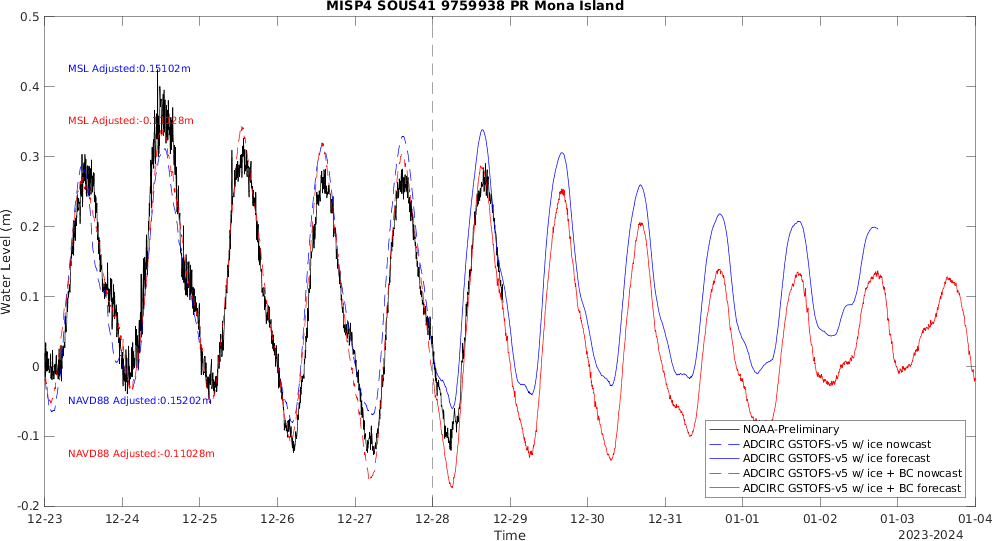 MISP4 SOUS41 9759938 PR Mona Island
0.5
MSL Adjusted:0.15102m
0.4
0.3
0.2
0.1
0
NAVD88 Adjusted:0.15202m
-0.1
NAVD88 Adjusted:-0.11028m
-0.2
Water Level (m)
NOAA-Preliminary
ADCIRC GSTOFS-v5 w/ ice nowcast
ADCIRC GSTOFS-v5 w/ ice forecast
ADCIRC GSTOFS-v5 w/ ice + BC nowcast
ADCIRC GSTOFS-v5 w/ ice + BC forecast
12-23 12-24 12-25 12-26 12-27 12-28 12-29 12-30 12-31 01-01 01-02 01-03 01-04
Time
2023-2024